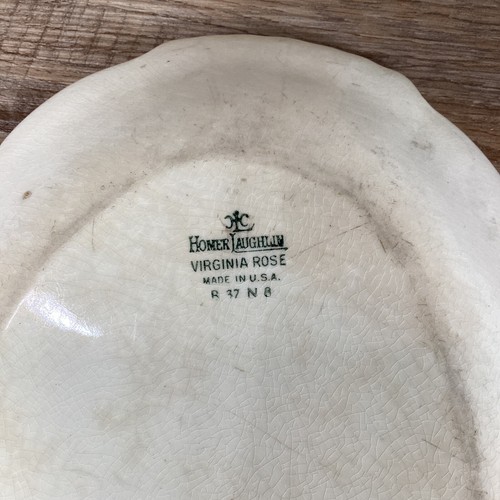 HOMER LAUGHLIN
VIRGINIA ROSE
MADE IN U.S.A.
B 37 N 8